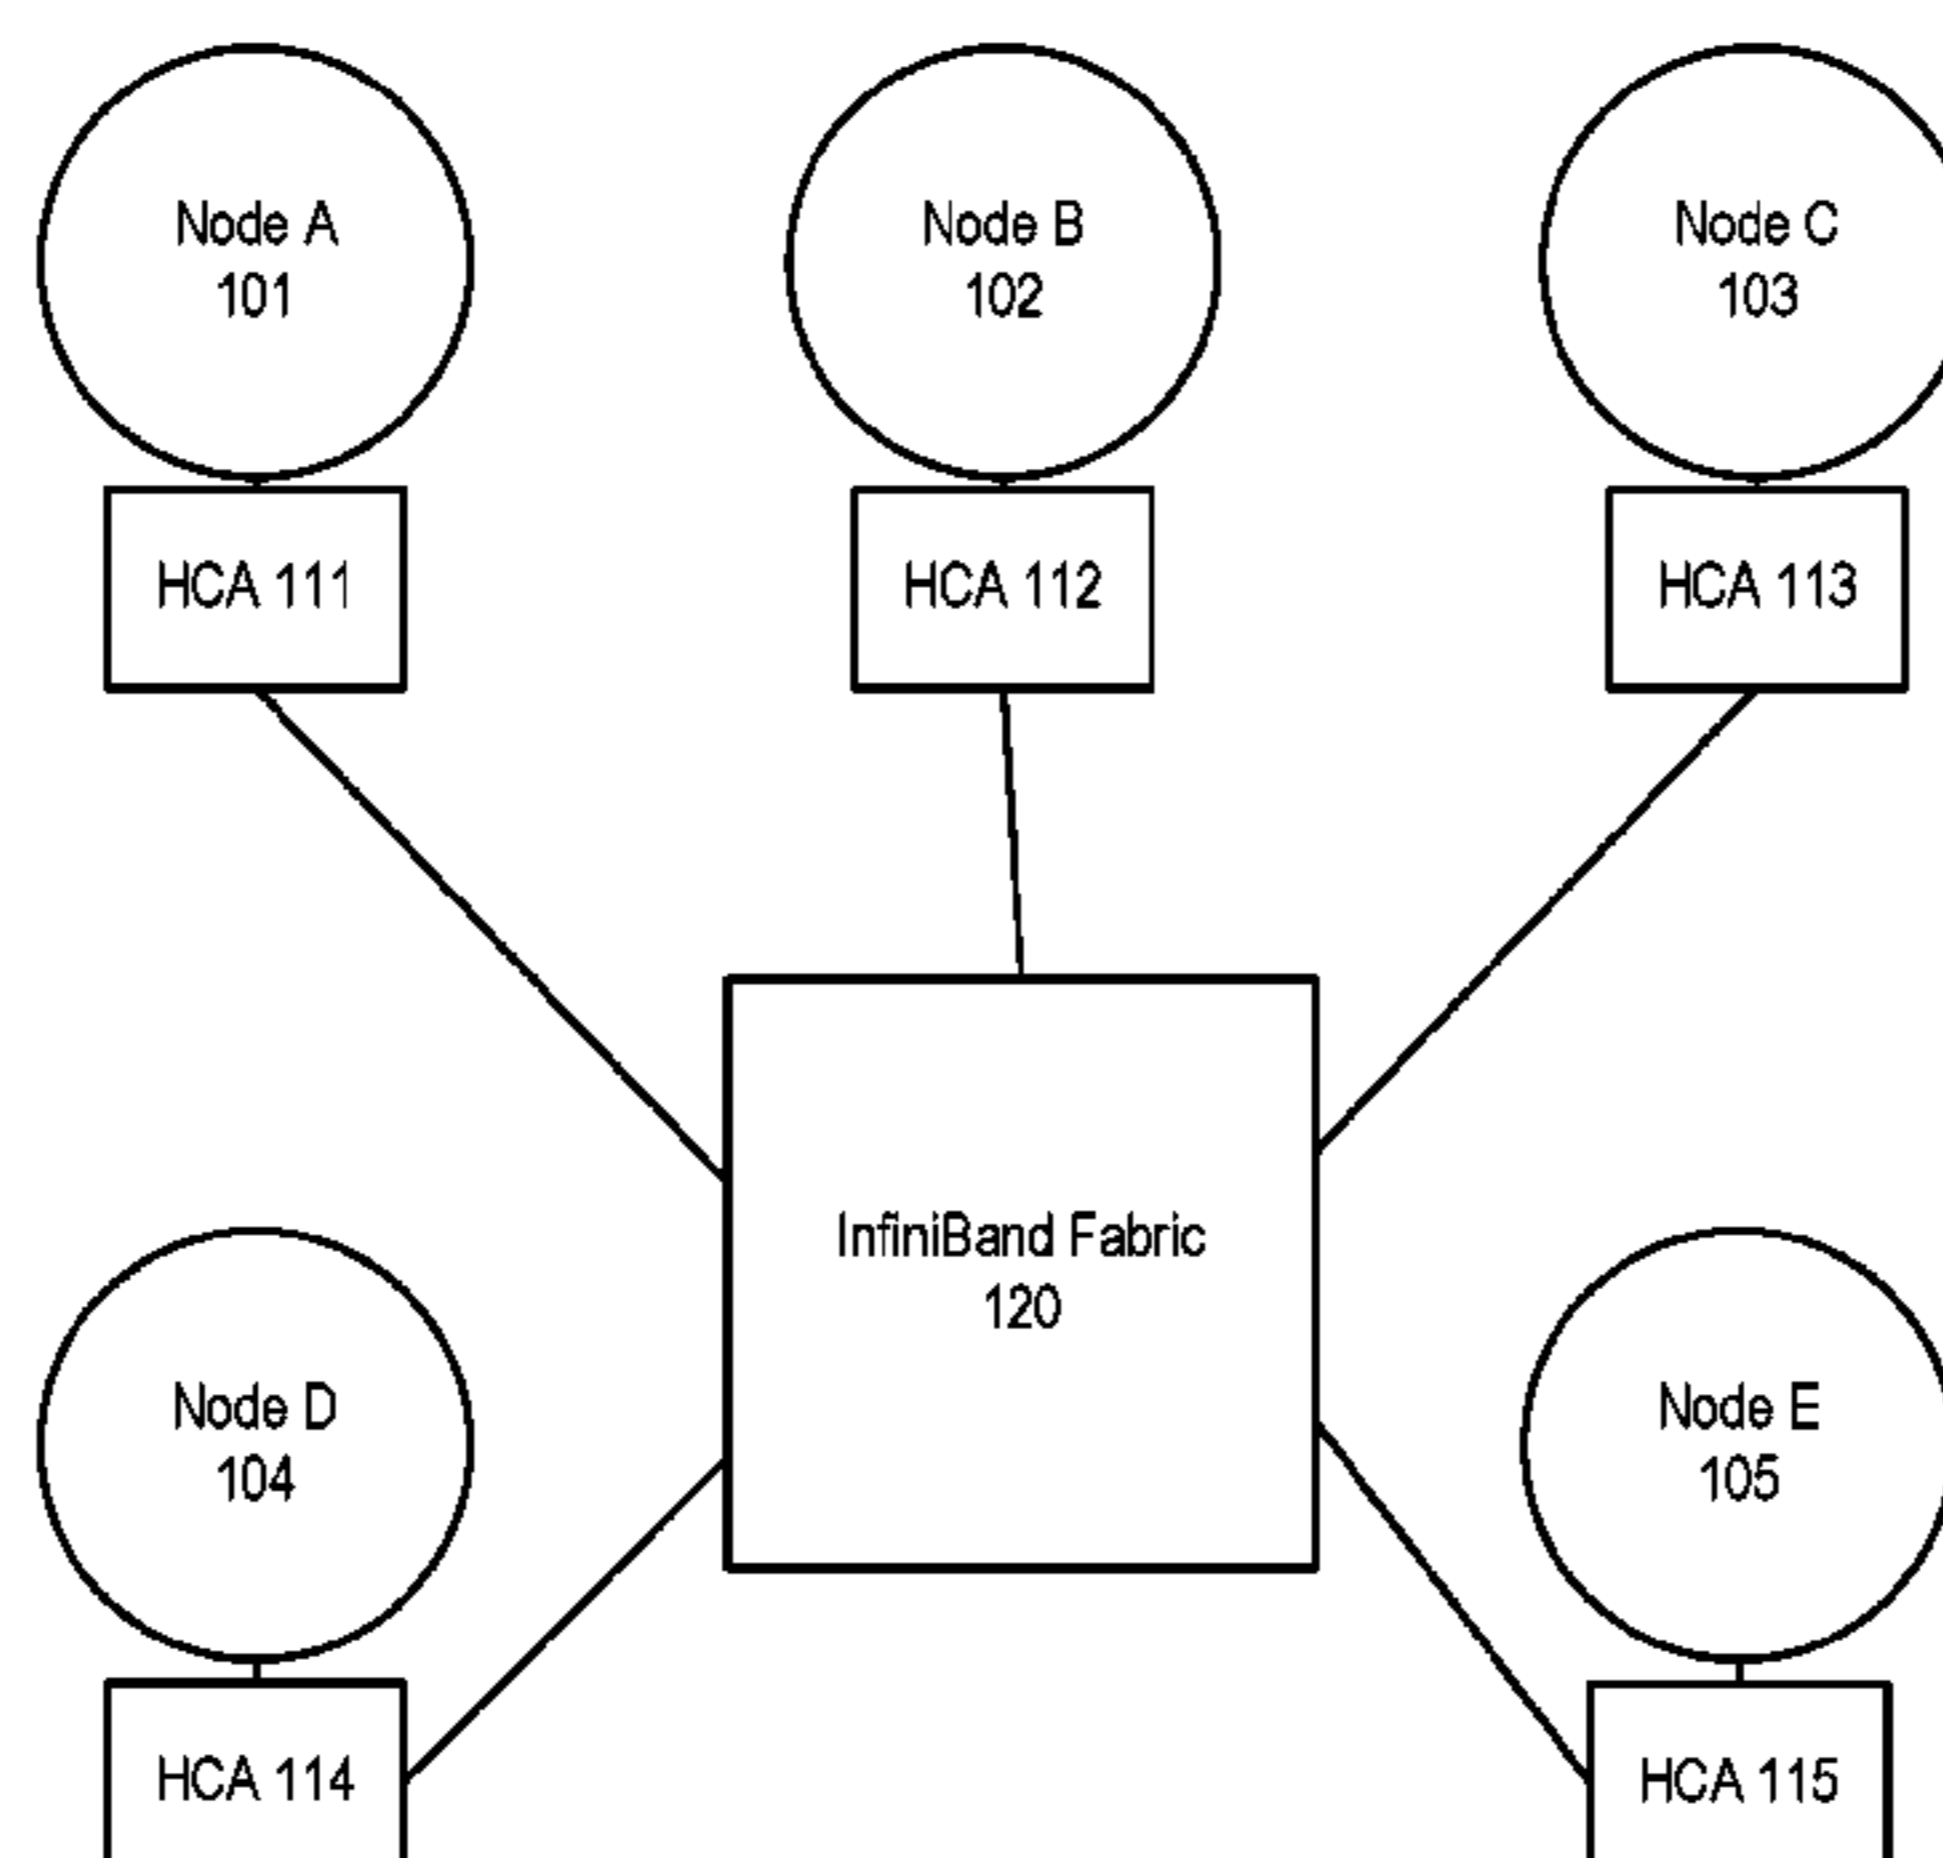 Node A
101
Node B
102
Node C
103
HCA 111
HCA 112
HCA 113
InfiniBand Fabric
120
Node D
104
Node E
105
HCA 114
HCA 115